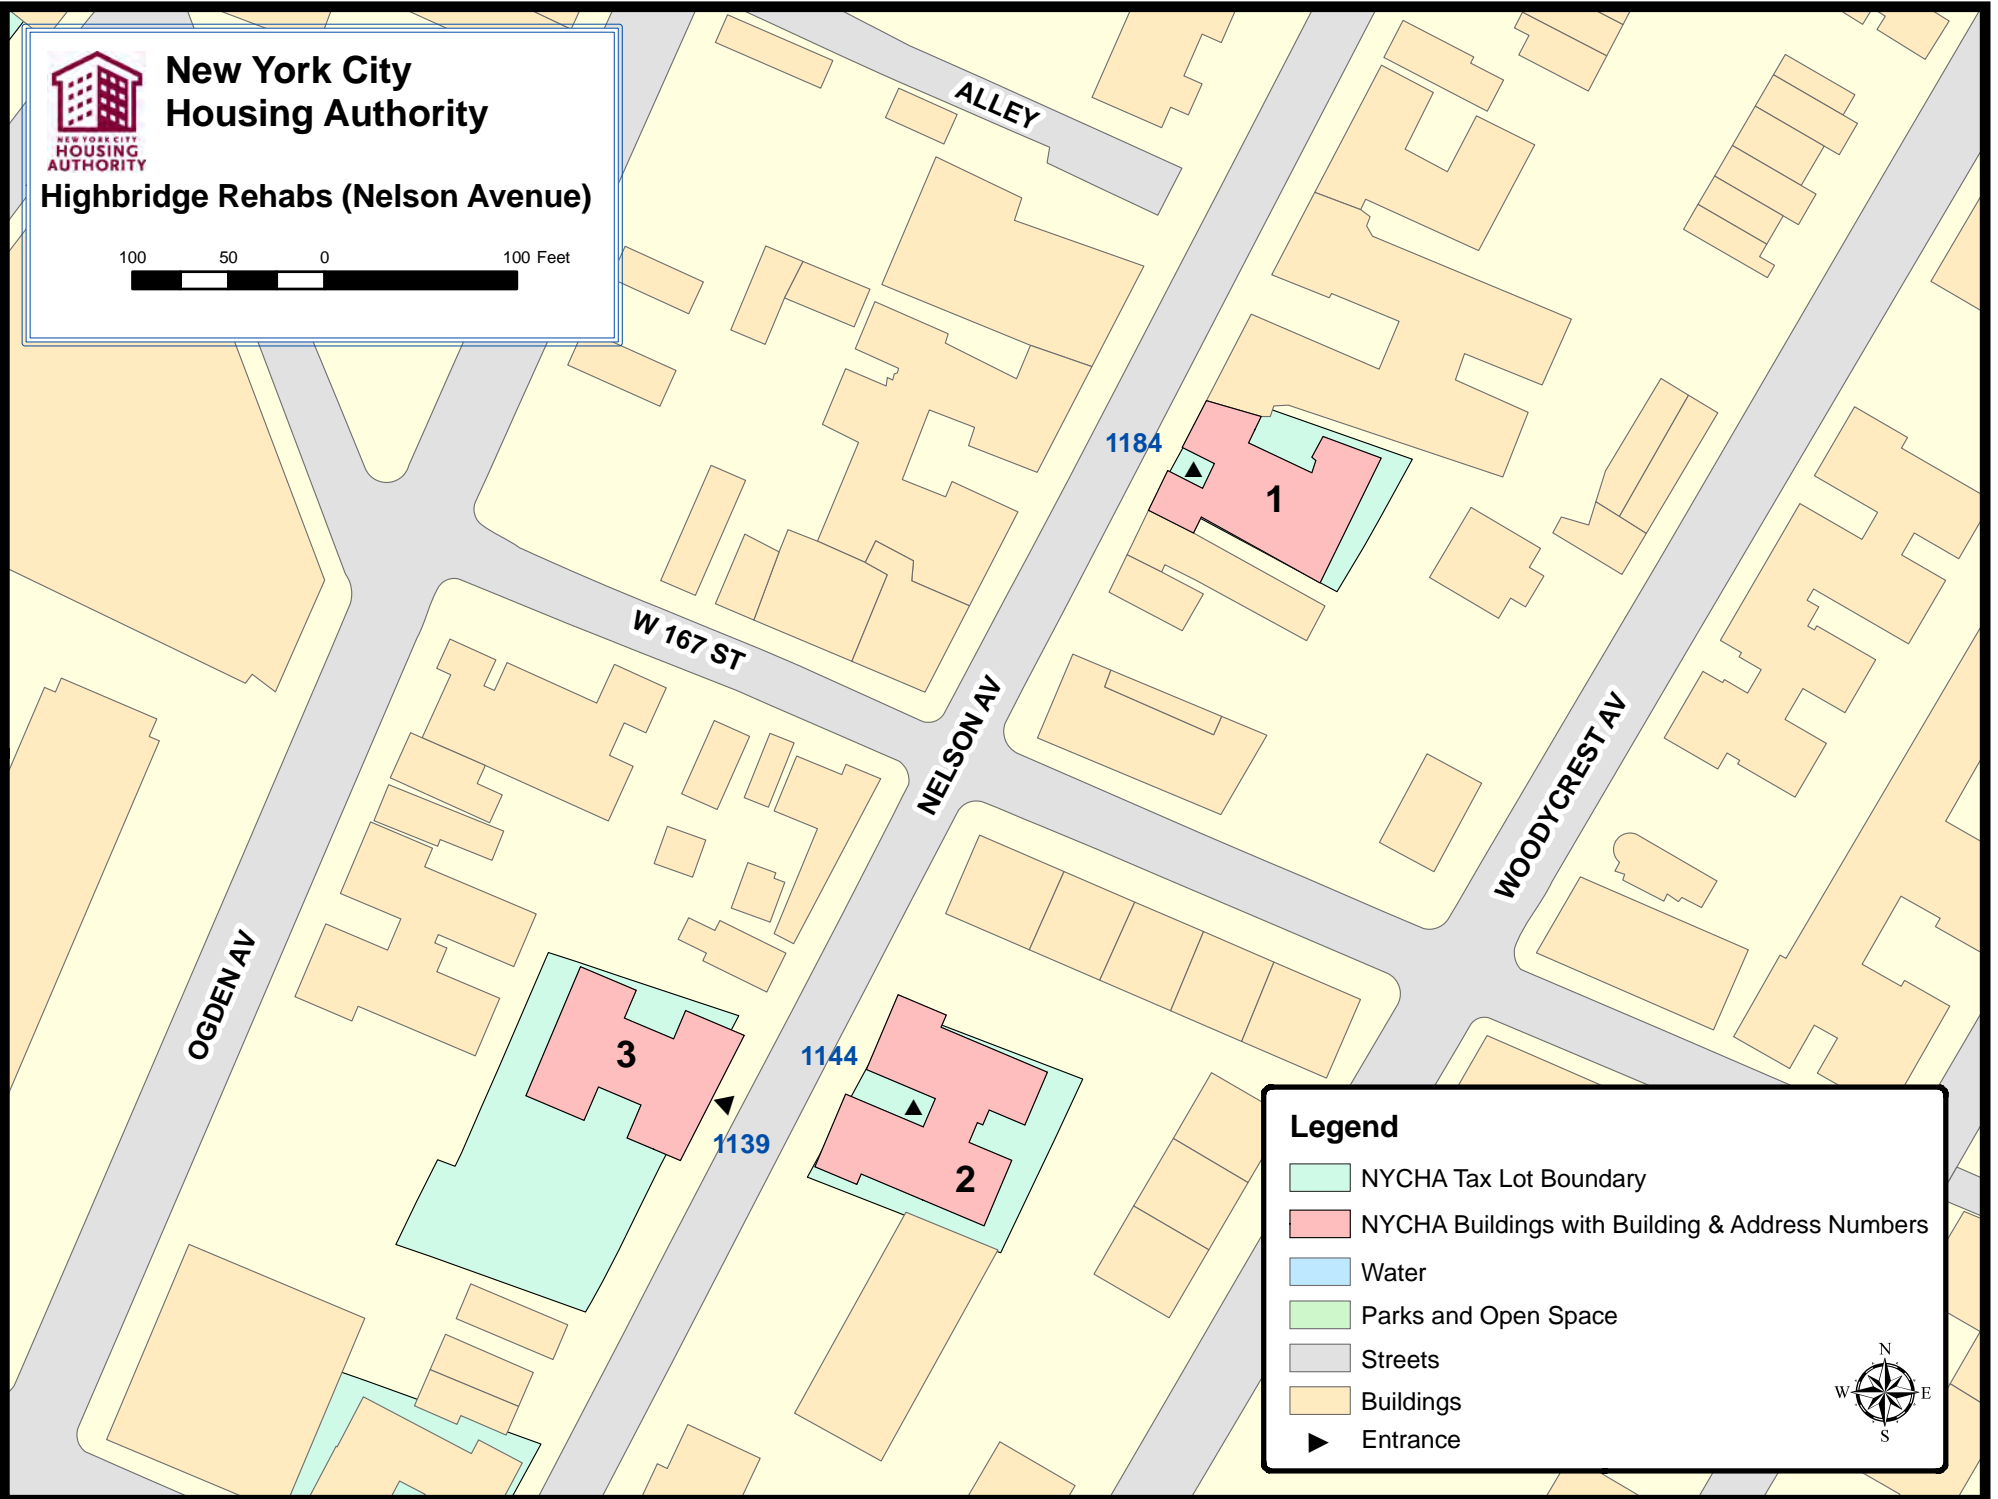 New York City
Housing Authority
NEW YORK CITY
HOUSING
AUTHORITY
Highbridge Rehabs (Nelson Avenue)
100 50 0 100 Feet
ALLEY
1184
1
W 167 ST
NELSON AV
WOODYCREST AV
OGDEN AV
3
1144
1139
2
Legend
NYCHA Tax Lot Boundary
NYCHA Buildings with Building & Address Numbers
Water
Parks and Open Space
Streets
Buildings
Entrance
N
W E
S